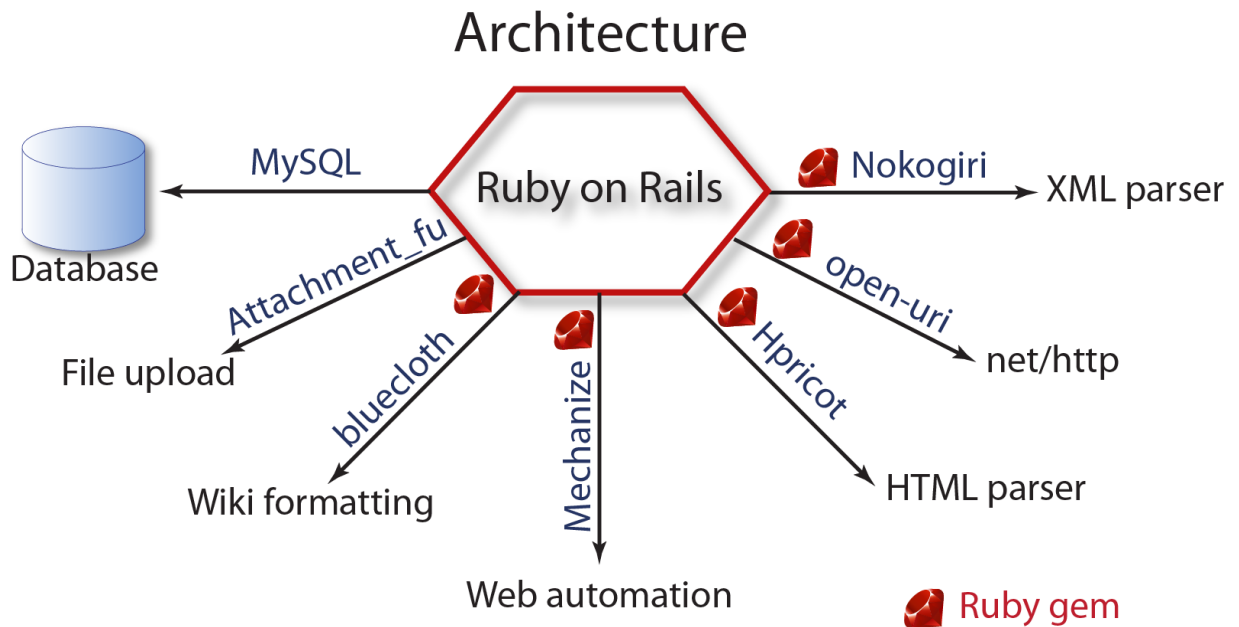 Architecture
Ruby on Rails
MySQL
Database
Attachment_fu
File upload
bluecloth
Wiki formatting
Mechanize
Web automation
Hpricot
HTML parser
open-uri
net/http
Nokogiri
XML parser
Ruby gem